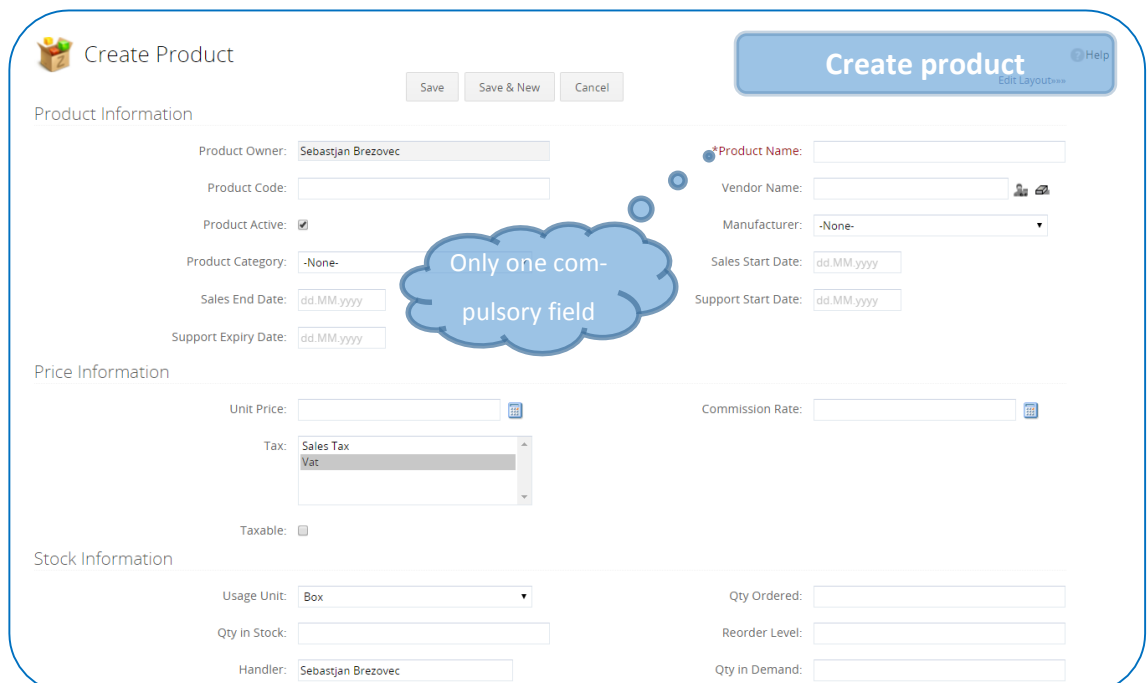 Create Product
Create product
Help
Edit Layout»»»
Save Save & New Cancel
Product Information
Product Owner: Sebastjan Brezovec *Product Name:
Product Code: Vendor Name:
Product Active: Manufacturer: -None-
Product Category: -None- Sales Start Date: dd.MM.yyyy
Only one com-
Sales End Date: dd.MM.yyyy Support Start Date: dd.MM.yyyy
pulsory field
Support Expiry Date: dd.MM.yyyy
Price Information
Unit Price: Commission Rate:
Tax: Sales Tax
Vat
Taxable:
Stock Information
Usage Unit: Box Qty Ordered:
Qty in Stock: Reorder Level:
Handler: Sebastjan Brezovec Qty in Demand: